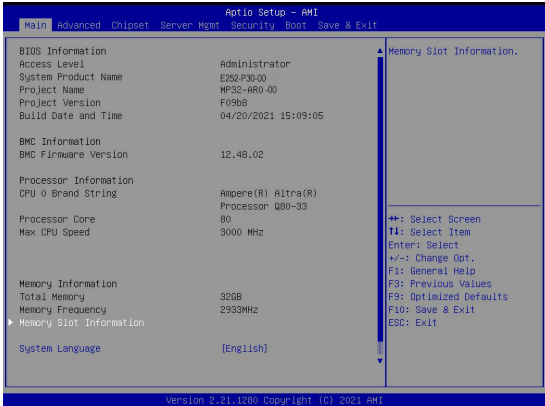 Aptio Setup - AMI
Main Advanced Chipset Server Mgmt Security Boot Save & Exit
BIOS Information
Access Level Administrator
System Product Name E252-P30-00
Project Name MP32-AR0-00
Project Version F09b8
Build Date and Time 04/20/2021 15:09:05
BMC Information
BMC Firmware Version 12.48.02
Processor Information
CPU 0 Brand String Ampere(R) Altra(R)
Processor Q80-33
Processor Core 80
Max CPU Speed 3000 MHz
Memory Information
Total Memory 32GB
Memory Frequency 2933MHz
Memory Slot Information
System Language [English]
Memory Slot Information.
→←: Select Screen
↑↓: Select Item
Enter: Select
+/-: Change Opt.
F1: General Help
F3: Previous Values
F9: Optimized Defaults
F10: Save & Exit
ESC: Exit
Version 2.21.1280 Copyright (C) 2021 AMI